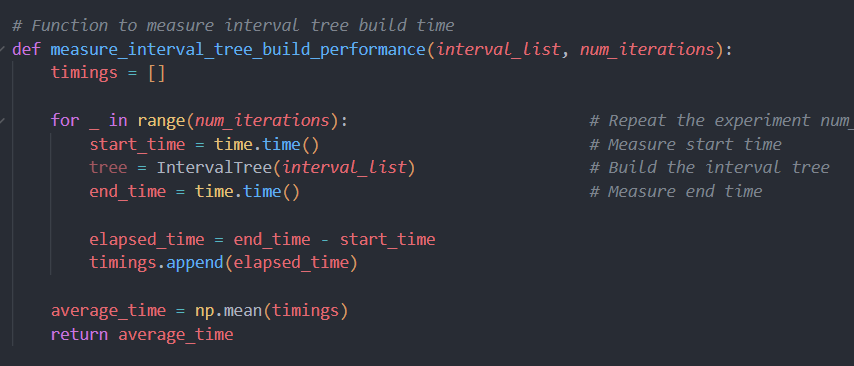 # Function to measure interval tree build time
def measure_interval_tree_build_performance(interval_list, num_iterations):
    timings = []
    for _ in range(num_iterations):                         # Repeat the experiment num_
        start_time = time.time()                            # Measure start time
        tree = IntervalTree(interval_list)                  # Build the interval tree
        end_time = time.time()                              # Measure end time
        elapsed_time = end_time - start_time
        timings.append(elapsed_time)
    average_time = np.mean(timings)
    return average_time